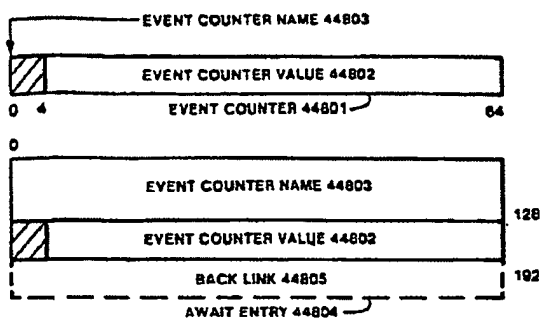 EVENT COUNTER NAME 44803
EVENT COUNTER VALUE 44802
0 4 EVENT COUNTER 44801 64
0
EVENT COUNTER NAME 44803
128
EVENT COUNTER VALUE 44802
BACK LINK 44805 192
AWAIT ENTRY 44804